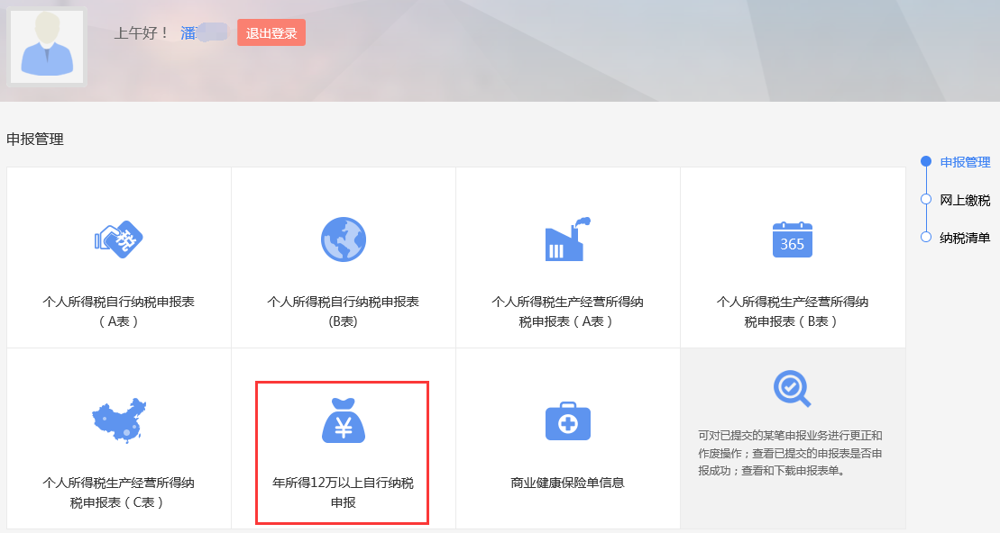 上午好！ 潘
退出登录
申报管理
申报管理
网上缴税
纳税清单
税
365
个人所得税自行纳税申报表
（A表）
个人所得税自行纳税申报表
(B表)
个人所得税生产经营所得纳
税申报表（A表）
个人所得税生产经营所得纳
税申报表（B表）
个人所得税生产经营所得纳
税申报表（C表）
¥
年所得12万以上自行纳税
申报
商业健康保险单信息
可对已提交的某笔申报业务进行更正和
作废操作；查看已提交的申报表是否申
报成功；查看和下载申报表单。